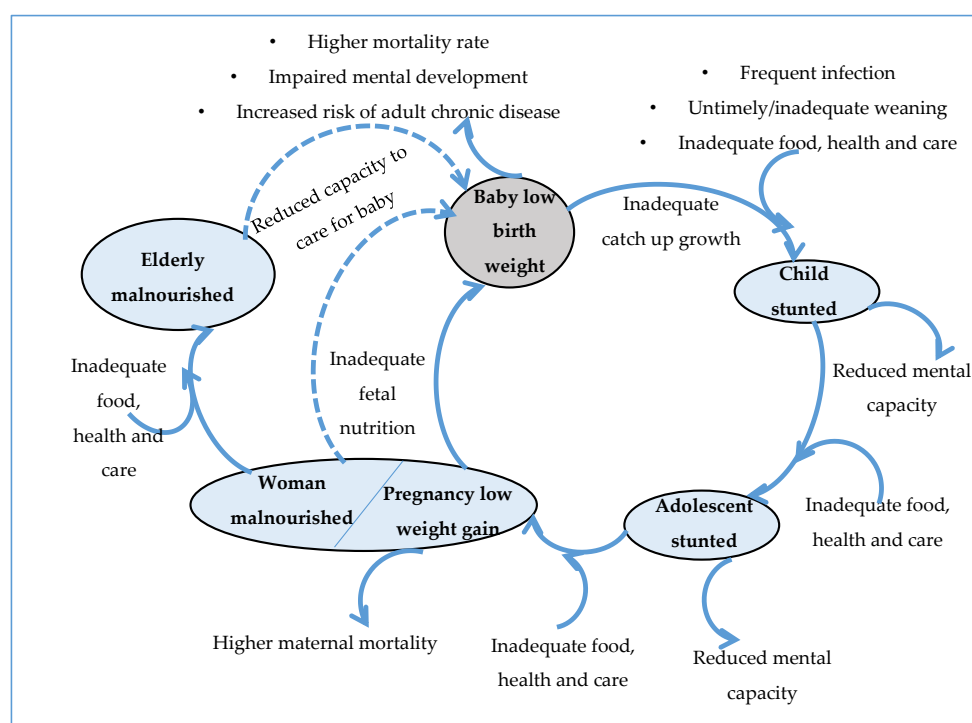 • Higher mortality rate
• Impaired mental development
• Increased risk of adult chronic disease
• Frequent infection
• Untimely/inadequate weaning
• Inadequate food, health and care
Reduced capacity to
care for baby
Baby low
birth
weight
Inadequate
catch up growth
Elderly
malnourished
Child
stunted
Inadequate
food,
health and
care
Inadequate
fetal
nutrition
Reduced mental
capacity
Woman
malnourished
Pregnancy low
weight gain
Adolescent
stunted
Inadequate food,
health and care
Higher maternal mortality
Inadequate food,
health and care
Reduced mental
capacity